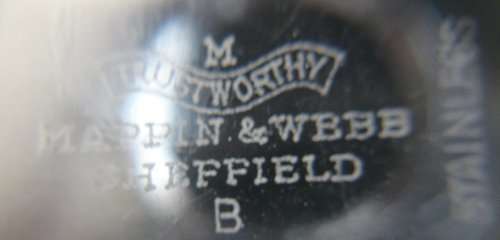 M
TRUSTWORTHY
MAPPIN & WEBB
SHEFFIELD
B
STAINLESS